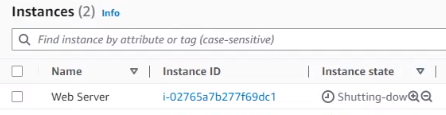 Instances (2) Info
Find instance by attribute or tag (case-sensitive)
Name Instance ID Instance state
Web Server i-02765a7b277f69dc1 Shutting-dow